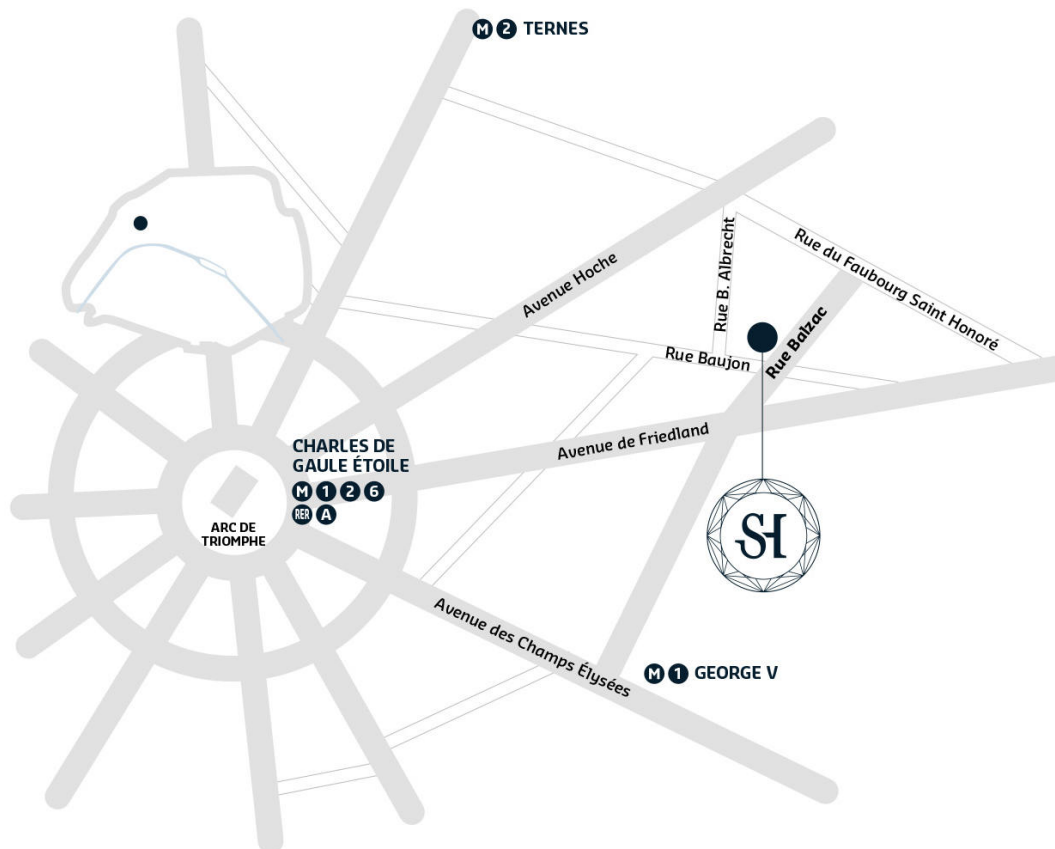 M 2 TERNES
Rue du Faubourg Saint Honoré
Rue B. Albrecht
Avenue Hoche
Rue Balzac
Rue Baujon
Avenue de Friedland
CHARLES DE
GAULE ÉTOILE
M 1 2 6
RER A
ARC DE
TRIOMPHE
SH
Avenue des Champs Élysées
M 1 GEORGE V